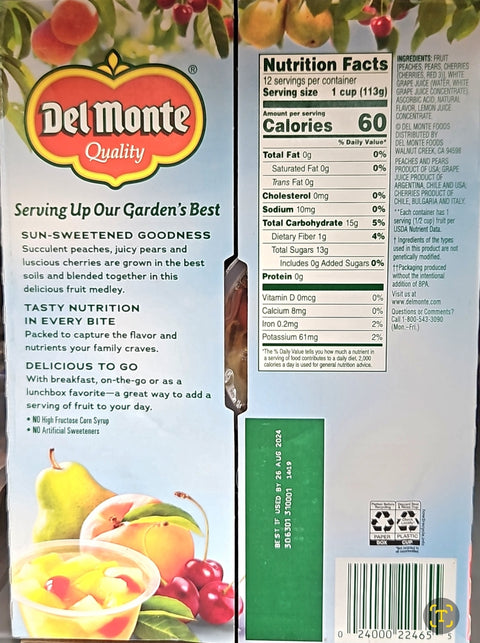 Del Monte
®
Quality
Serving Up Our Garden's Best
SUN-SWEETENED GOODNESS
Succulent peaches, juicy pears and
luscious cherries are grown in the best
soils and blended together in this
delicious fruit medley.
TASTY NUTRITION
IN EVERY BITE
Packed to capture the flavor and
nutrients your family craves.
DELICIOUS TO GO
With breakfast, on-the-go or as a
lunchbox favorite—a great way to add a
serving of fruit to your day.
• NO High Fructose Corn Syrup
• NO Artificial Sweeteners
Nutrition Facts
12 servings per container
Serving size 1 cup (113g)
Amount per serving
Calories 60
% Daily Value*
Total Fat 0g 0%
Saturated Fat 0g 0%
Trans Fat 0g
Cholesterol 0mg 0%
Sodium 10mg 0%
Total Carbohydrate 15g 5%
Dietary Fiber 1g 4%
Total Sugars 13g
Includes 0g Added Sugars 0%
Protein 0g
Vitamin D 0mcg 0%
Calcium 8mg 0%
Iron 0.2mg 2%
Potassium 61mg 2%
*The % Daily Value tells you how much a nutrient in
a serving of food contributes to a daily diet. 2,000
calories a day is used for general nutrition advice.
INGREDIENTS: FRUIT
(PEACHES, PEARS, CHERRIES
[CHERRIES, RED 3]), WHITE
GRAPE JUICE (WATER, WHITE
GRAPE JUICE CONCENTRATE),
ASCORBIC ACID, NATURAL
FLAVOR, LEMON JUICE
CONCENTRATE.
© DEL MONTE FOODS
DISTRIBUTED BY
DEL MONTE FOODS
WALNUT CREEK, CA 94598
PEACHES AND PEARS
PRODUCT OF USA; GRAPE
JUICE PRODUCT OF
ARGENTINA, CHILE AND USA;
CHERRIES PRODUCT OF
CHILE, BULGARIA AND ITALY.
**Each container has 1
serving (1/2 cup) fruit per
USDA Nutrient Data.
† Ingredients of the types
used in this product are not
genetically modified.
††Packaging produced
without the intentional
addition of BPA.
Visit us at
www.delmonte.com
Questions or Comments?
Call 1-800-543-3090
(Mon.-Fri.)
BEST IF USED BY 26 AUG 2024
306301 310001 14:19
PAPER
BOX
PLASTIC
CUP
how2recycle.info
0 24000 22465 3